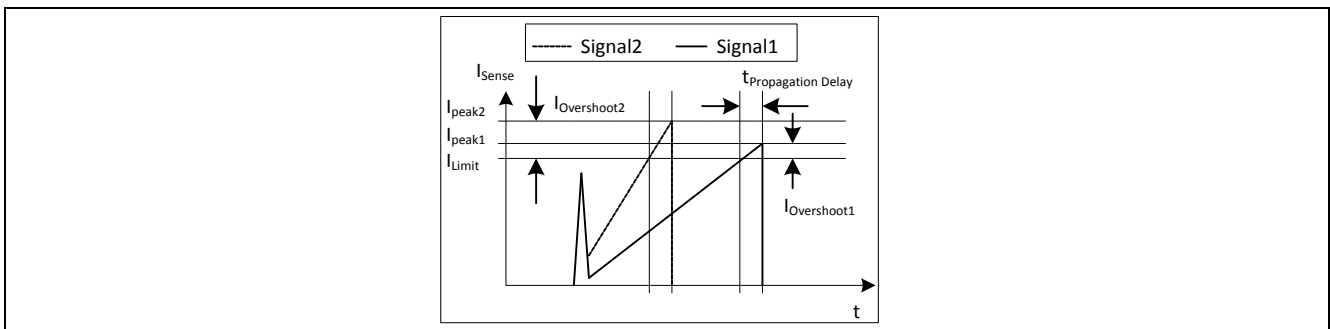 Signal2 Signal1
ISense
tPropagation Delay
Ipeak2
IOvershoot2
Ipeak1
ILimit
IOvershoot1
t